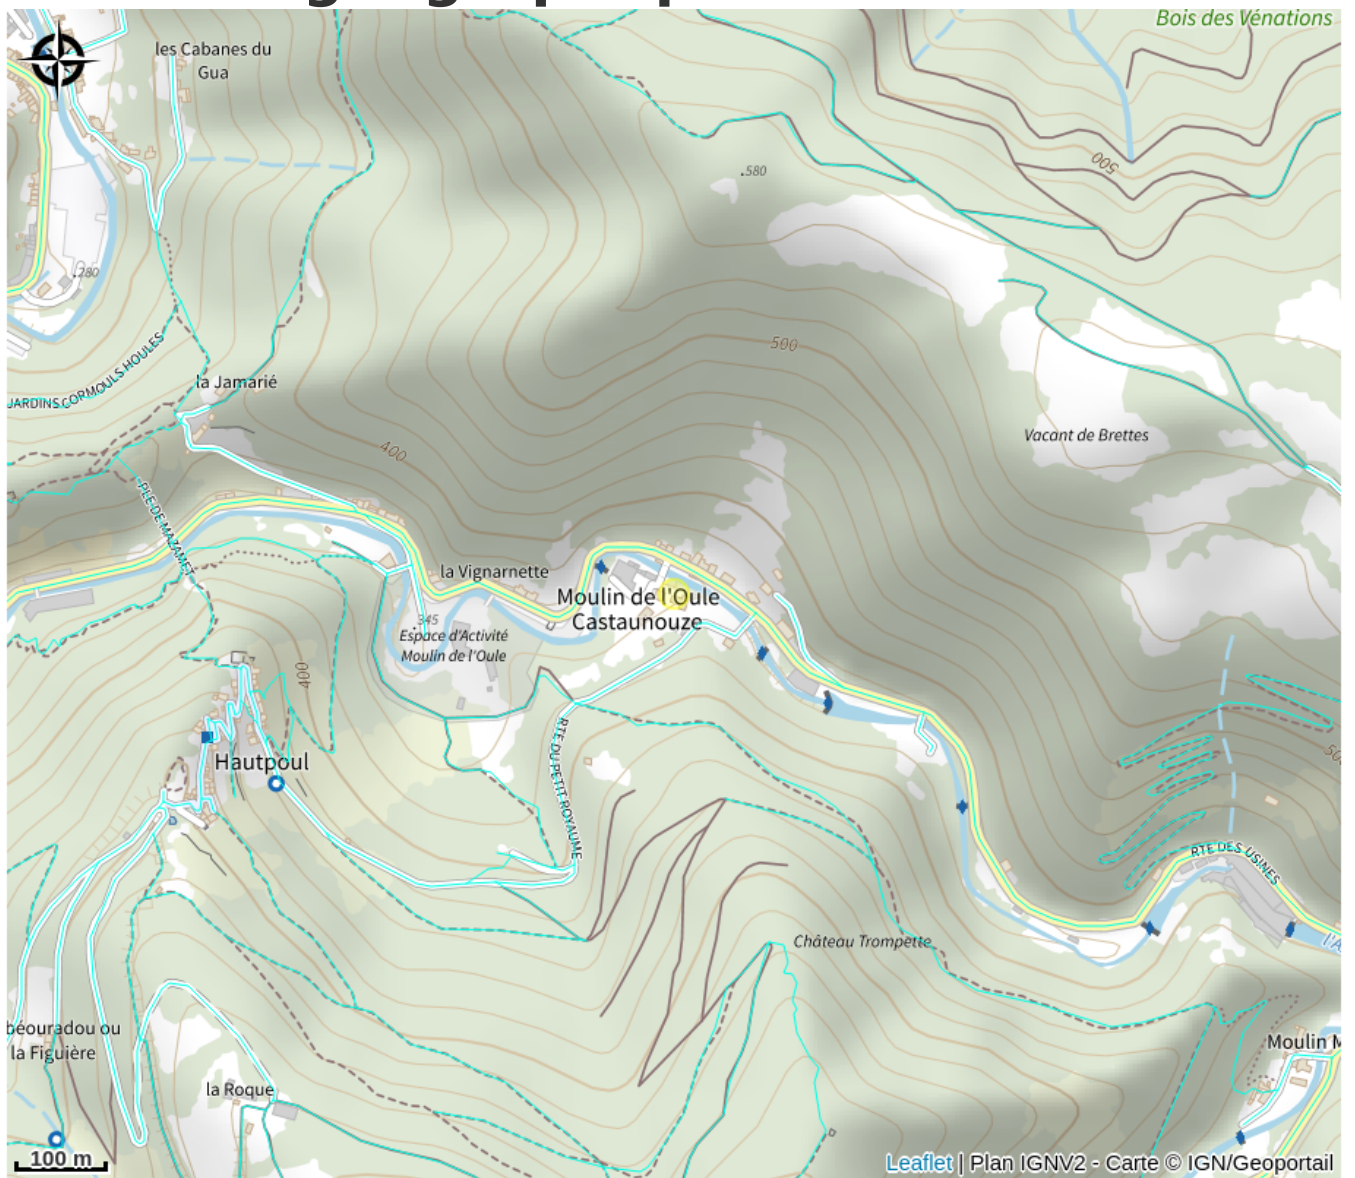 Bois des Vénations
les Cabanes du
Gua
500
.580
.280
JARDINS CORMOULS HOULES
la Jamarié
500
400
Vacant de Brettes
PLE DE MAZAMET
la Vignarnette
Moulin de l'Oule
Castaunouze
.345
Espace d'Activité
Moulin de l'Oule
400
RTE DU PETIT ROYAUME
Hautpoul
RTE DES USINES
Château Trompette
béouradou ou
la Figuière
Moulin M
la Roque
100 m
Leaflet | Plan IGNV2 - Carte © IGN/Geoportail